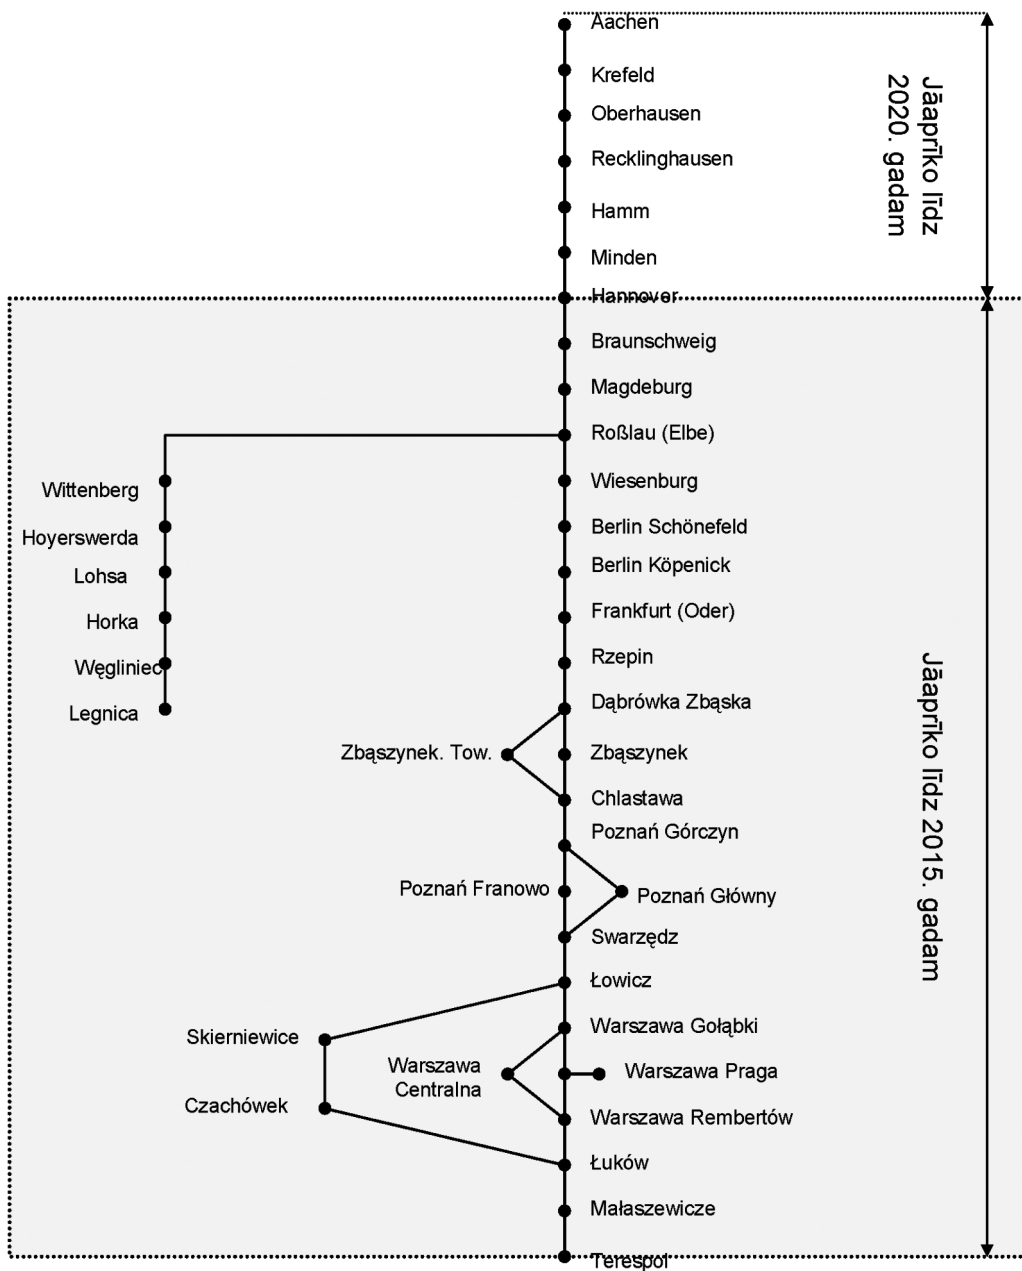 Aachen
Krefeld
Oberhausen
Recklinghausen
Hamm
Minden
Hannover
Jāaprīko līdz
2020. gadam
Braunschweig
Magdeburg
Roßlau (Elbe)
Wittenberg
Wiesenburg
Hoyerswerda
Berlin Schönefeld
Lohsa
Berlin Köpenick
Horka
Frankfurt (Oder)
Węgliniec
Rzepin
Legnica
Dąbrówka Zbąska
Zbąszynek. Tow.
Zbąszynek
Chlastawa
Poznań Górczyn
Poznań Franowo
Poznań Główny
Swarzędz
Łowicz
Skierniewice
Warszawa Gołąbki
Warszawa
Centralna
Warszawa Praga
Czachówek
Warszawa Rembertów
Łuków
Małaszewicze
Terespol
Jāaprīko līdz 2015. gadam